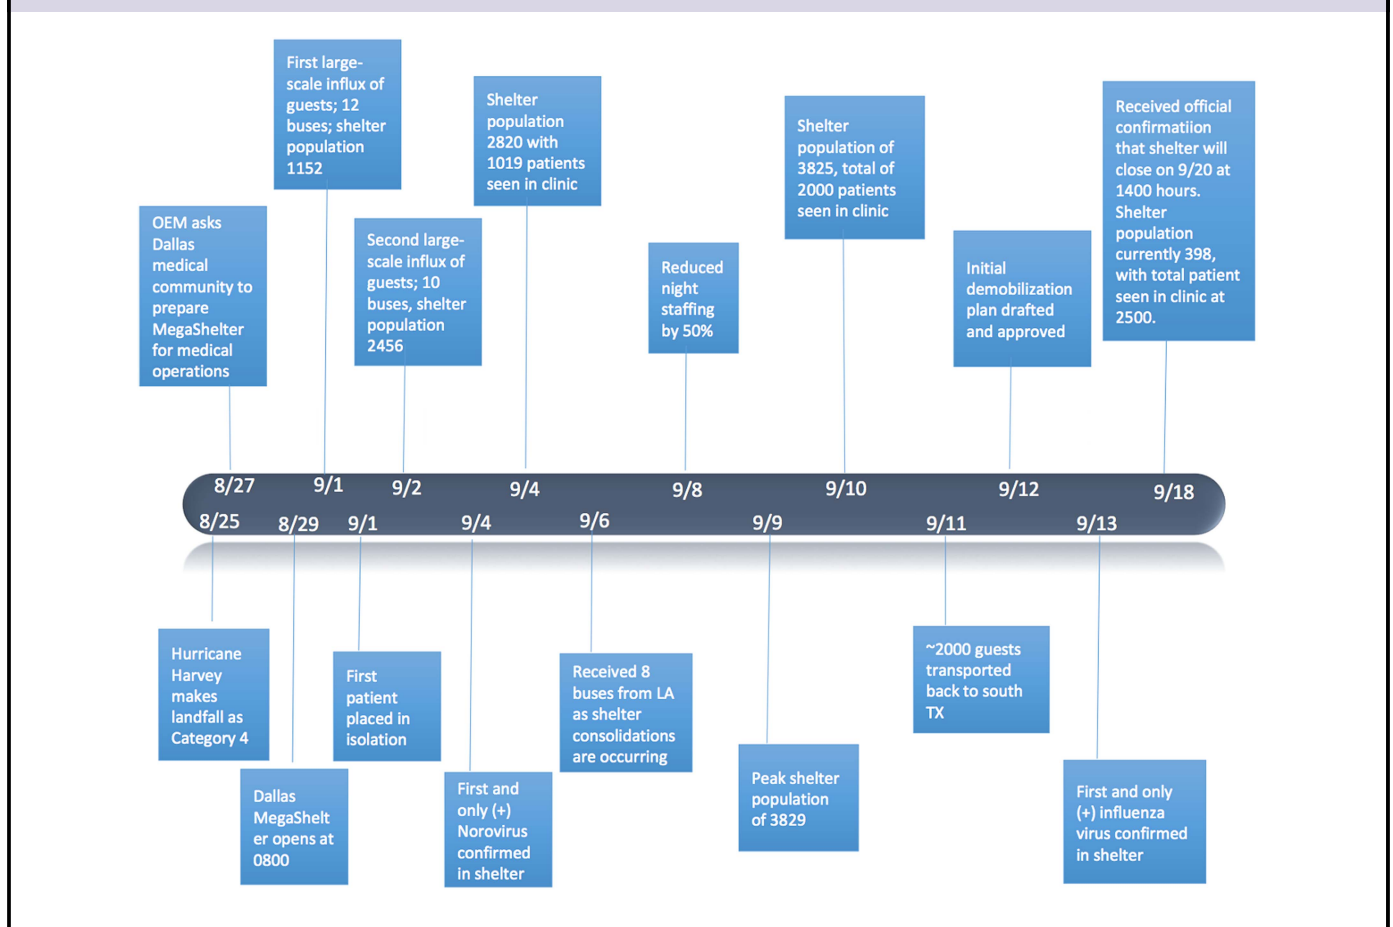 First large-
scale influx of
guests; 12
buses; shelter
population
1152
Shelter
population
2820 with
1019 patients
seen in clinic
Shelter
population of
3825, total of
2000 patients
seen in clinic
Received official
confirmatiion
that shelter will
close on 9/20 at
1400 hours.
Shelter
population
currently 398,
with total patient
seen in clinic at
2500.
OEM asks
Dallas
medical
community to
prepare
MegaShelter
for medical
operations
Second large-
scale influx of
guests; 10
buses, shelter
population
2456
Reduced
night
staffing
by 50%
Initial
demobilization
plan drafted
and approved
8/27
9/1
9/2
9/4
9/8
9/10
9/12
9/18
8/25
8/29
9/1
9/4
9/6
9/9
9/11
9/13
Hurricane
Harvey
makes
landfall as
Category 4
First
patient
placed in
isolation
Received 8
buses from LA
as shelter
consolidations
are occurring
~2000 guests
transported
back to south
TX
Dallas
MegaShelt
er opens at
0800
First and
only (+)
Norovirus
confirmed
in shelter
Peak shelter
population
of 3829
First and only
(+) influenza
virus confirmed
in shelter